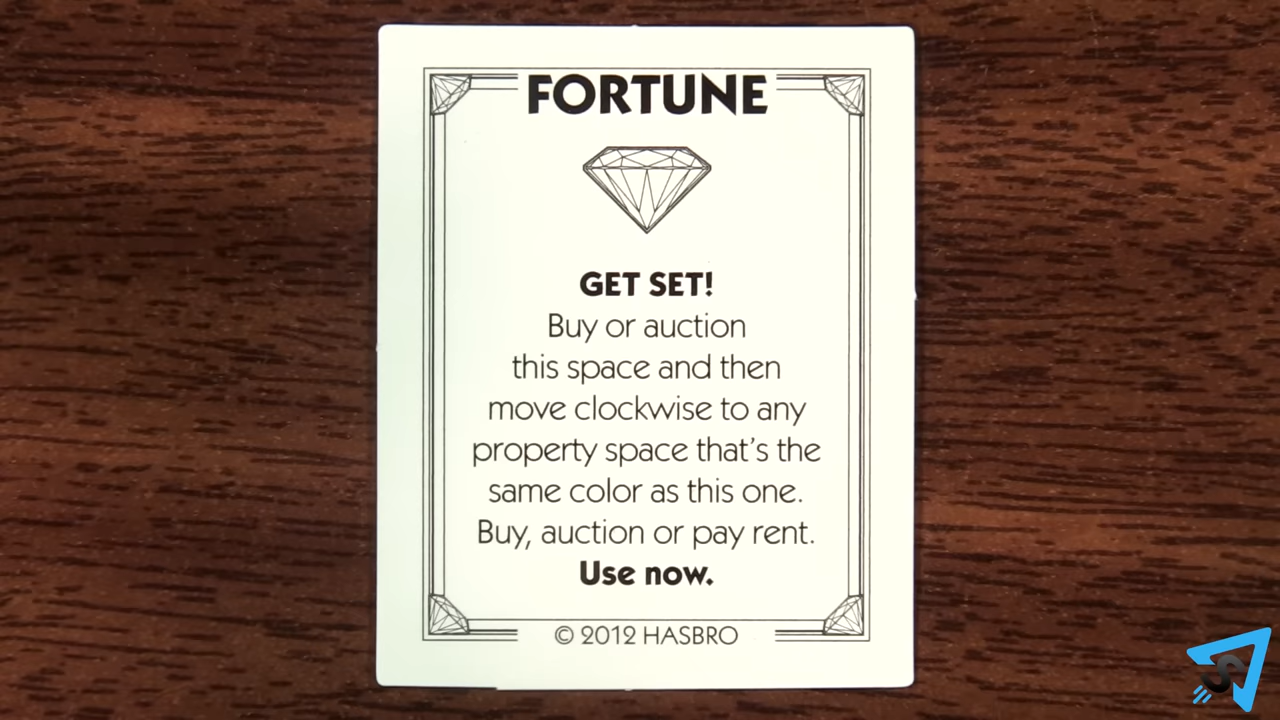 FORTUNE
GET SET!
Buy or auction
this space and then
move clockwise to any
property space that's the
same color as this one.
Buy, auction or pay rent.
Use now.
© 2012 HASBRO